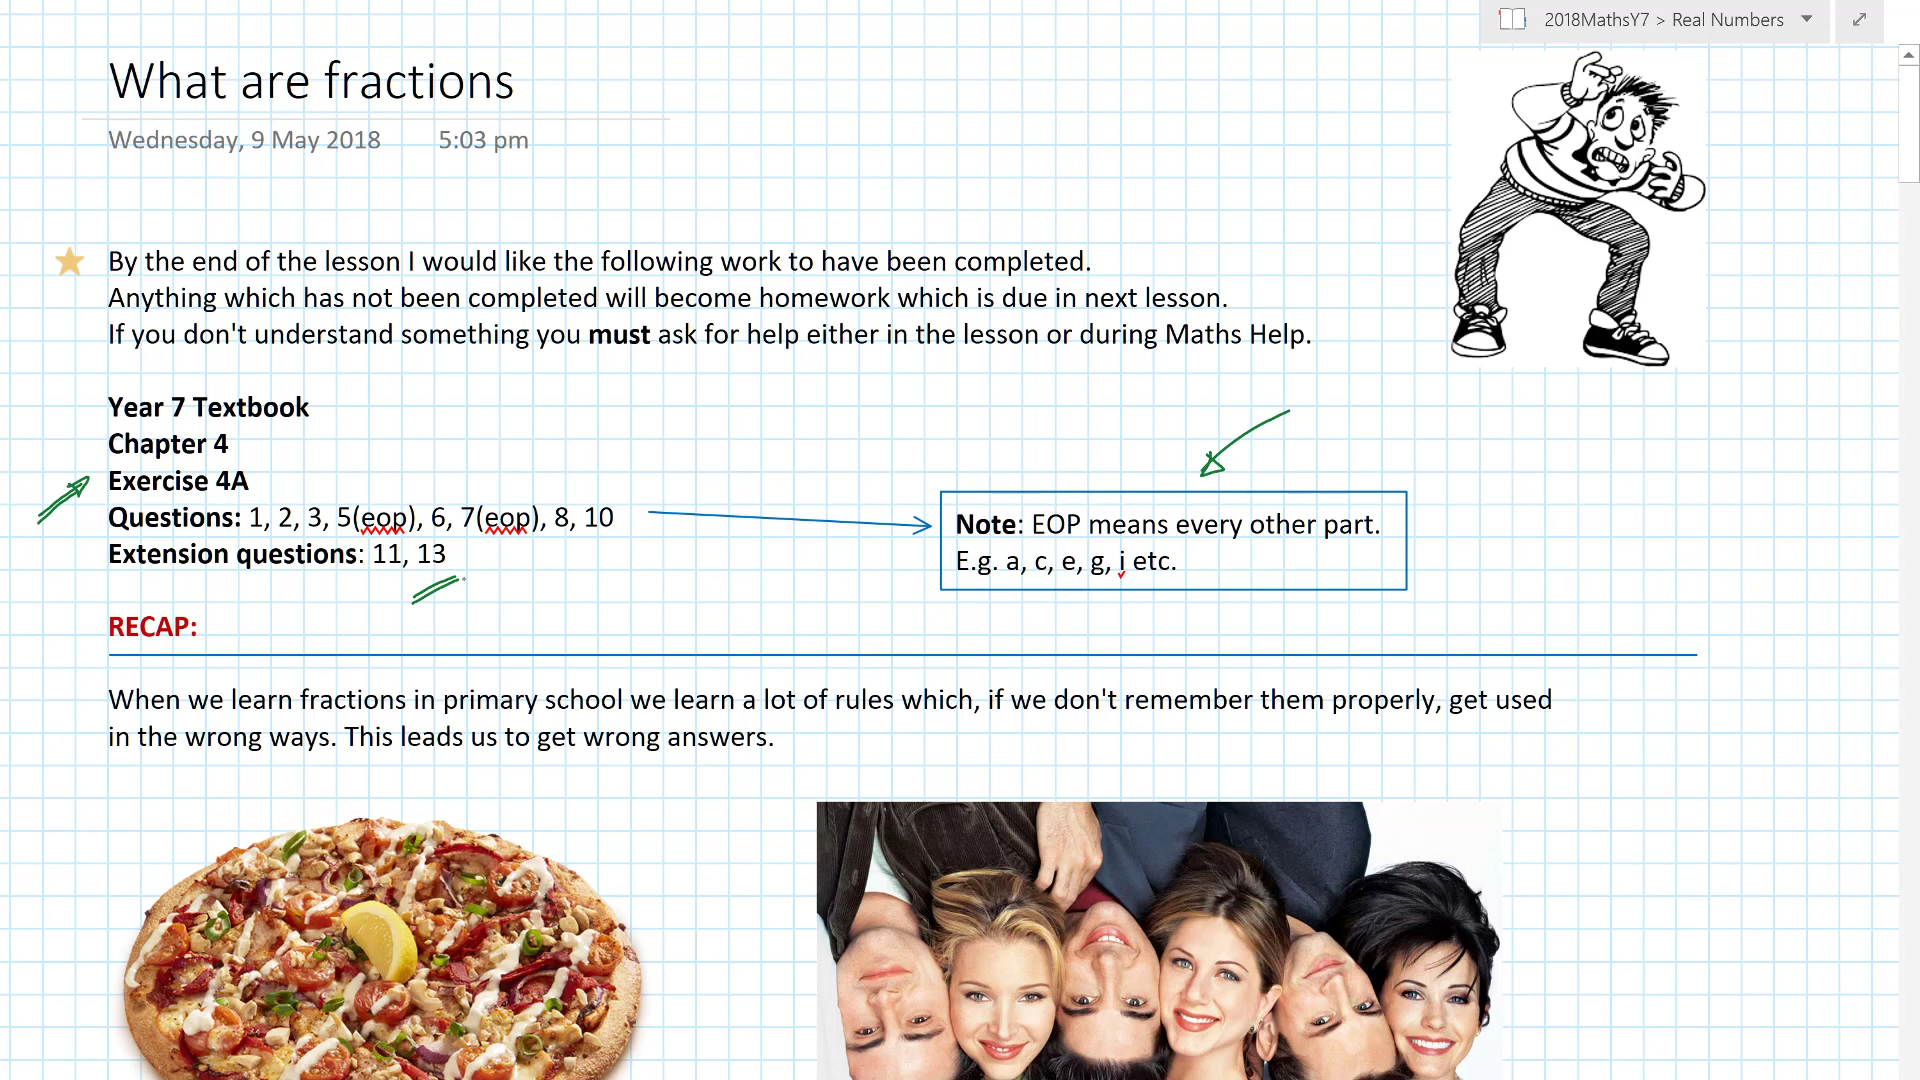 2018MathsY7 > Real Numbers
What are fractions
Wednesday, 9 May 2018 5:03 pm
By the end of the lesson I would like the following work to have been completed.
Anything which has not been completed will become homework which is due in next lesson.
If you don't understand something you must ask for help either in the lesson or during Maths Help.
Year 7 Textbook
Chapter 4
Exercise 4A
Questions: 1, 2, 3, 5(eop), 6, 7(eop), 8, 10
Extension questions: 11, 13
Note: EOP means every other part.
E.g. a, c, e, g, i etc.
RECAP:
When we learn fractions in primary school we learn a lot of rules which, if we don't remember them properly, get used
in the wrong ways. This leads us to get wrong answers.